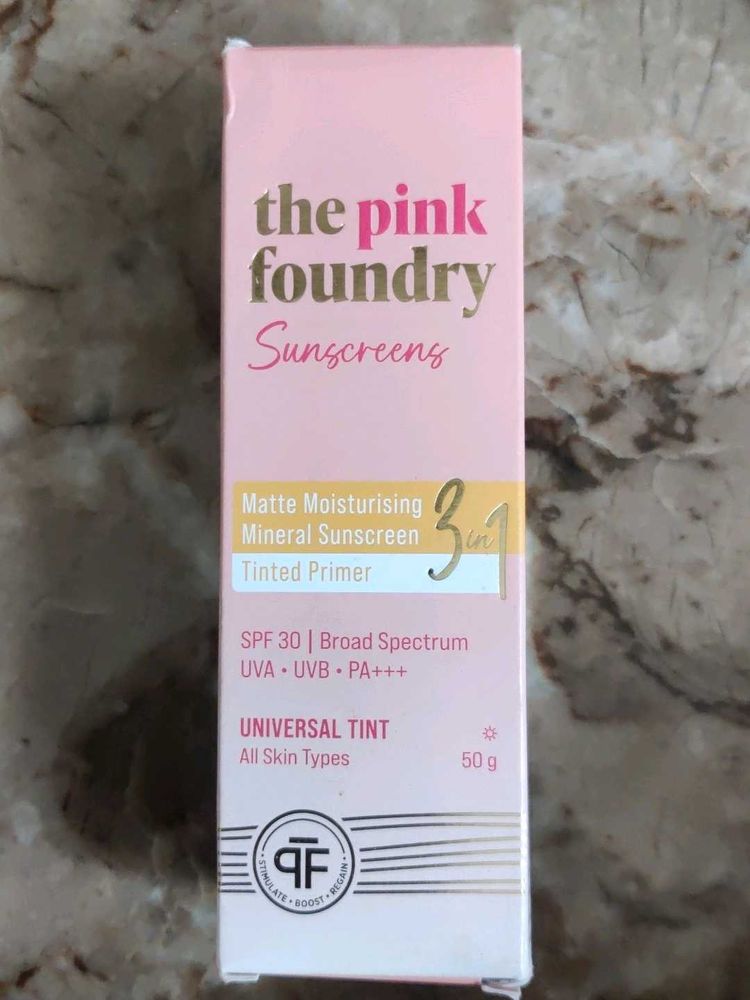 the pink
foundry
Sunscreens
Matte Moisturising
Mineral Sunscreen
3 in 1
Tinted Primer
SPF 30 | Broad Spectrum
UVA • UVB • PA+++
UNIVERSAL TINT
All Skin Types
50 g
PF
• STIMULATE • BOOST • REGAIN •